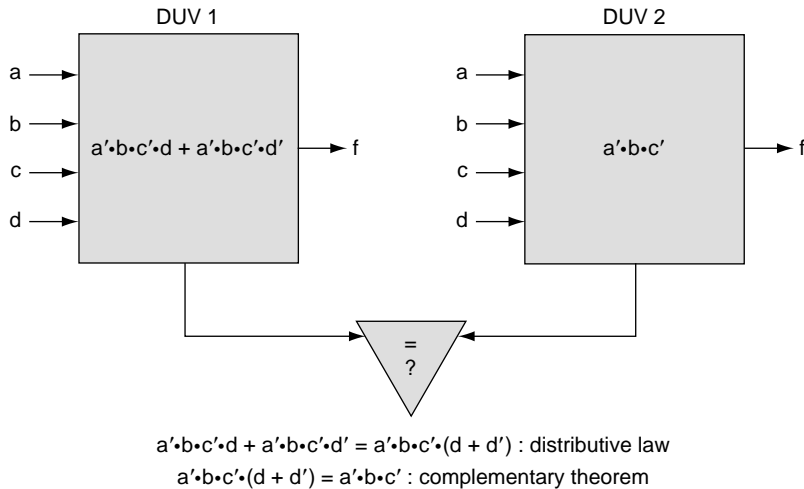 DUV 1
DUV 2
a
b
c
d
a′•b•c′•d + a′•b•c′•d′
f
a
b
c
d
a′•b•c′
f
=
?
a′•b•c′•d + a′•b•c′•d′ = a′•b•c′•(d + d′) : distributive law
a′•b•c′•(d + d′) = a′•b•c′ : complementary theorem